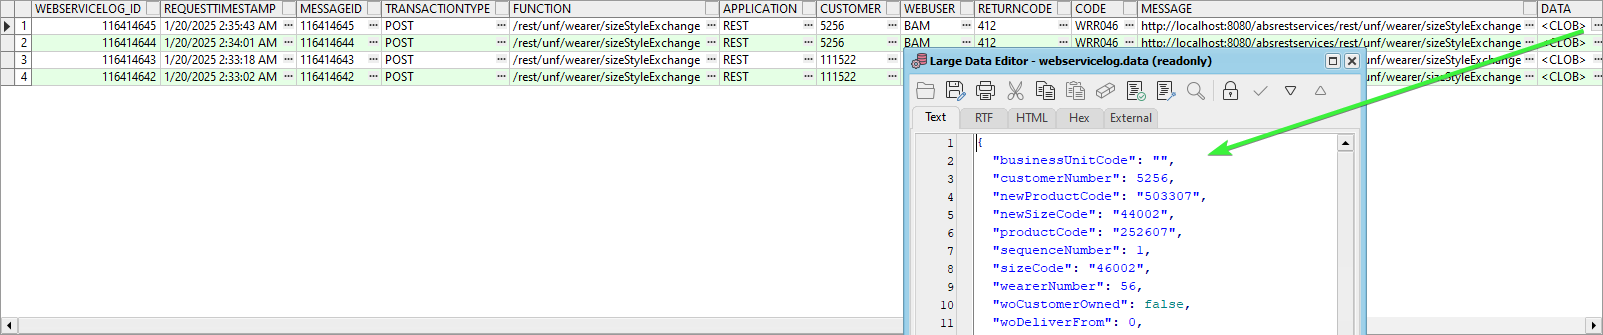 WEBSERVICELOG_ID REQUESTTIMESTAMP MESSAGEID TRANSACTIONTYPE FUNCTION APPLICATION CUSTOMER WEBUSER RETURNCODE CODE MESSAGE DATA
1 116414645 1/20/2025 2:35:43 AM ... 116414645 ... POST ... /rest/unf/wearer/sizeStyleExchange ... REST ... 5256 ... BAM ... 412 ... WRR046 ... http://localhost:8080/absrestservices/rest/unf/wearer/sizeStyleExchange ... <CLOB> ...
2 116414644 1/20/2025 2:34:01 AM ... 116414644 ... POST ... /rest/unf/wearer/sizeStyleExchange ... REST ... 5256 ... BAM ... 412 ... WRR046 ... http://localhost:8080/absrestservices/rest/unf/wearer/sizeStyleExchange ... <CLOB> ...
3 116414643 1/20/2025 2:33:18 AM ... 116414643 ... POST ... /rest/unf/wearer/sizeStyleExchange ... REST ... 111522 ... /sizeStyleExchange ... <CLOB> ...
4 116414642 1/20/2025 2:33:02 AM ... 116414642 ... POST ... /rest/unf/wearer/sizeStyleExchange ... REST ... 111522 ... /sizeStyleExchange ... <CLOB> ...
Large Data Editor - webservicelog.data (readonly)
Text RTF HTML Hex External
1 {
2 "businessUnitCode": "",
3 "customerNumber": 5256,
4 "newProductCode": "503307",
5 "newSizeCode": "44002",
6 "productCode": "252607",
7 "sequenceNumber": 1,
8 "sizeCode": "46002",
9 "wearerNumber": 56,
10 "woCustomerOwned": false,
11 "woDeliverFrom": 0,